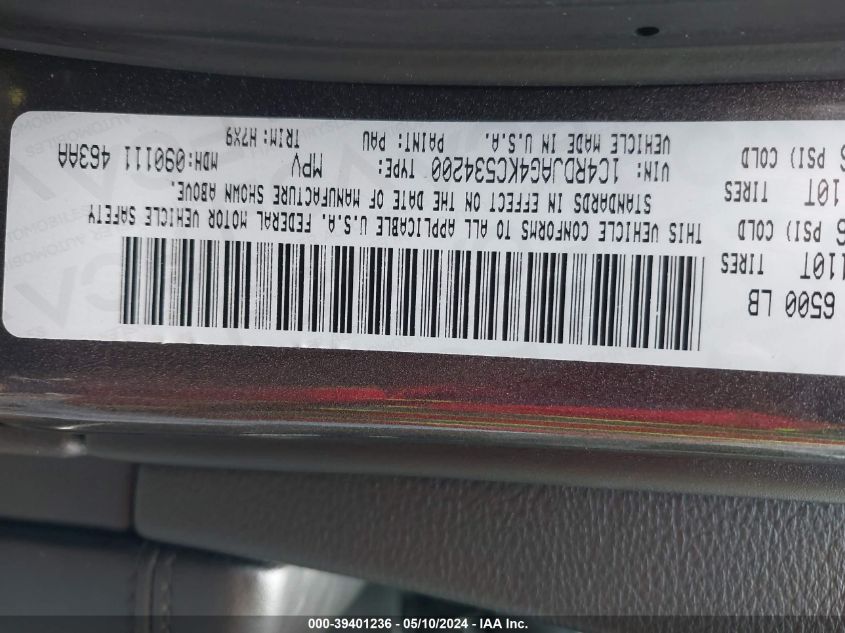 6500 LB
110T TIRES
PSI) COLD
10T TIRES
PSI) COLD
THIS VEHICLE CONFORMS TO ALL APPLICABLE U.S.A. FEDERAL MOTOR VEHICLE SAFETY
STANDARDS IN EFFECT ON THE DATE OF MANUFACTURE SHOWN ABOVE.
VIN: 1C4RDJAG4KC534200 TYPE: MPV MDH:090111 463AA
VEHICLE MADE IN U.S.A. PAINT: PAU TRIM:H7X9
000-39401236 - 05/10/2024 - IAA Inc.